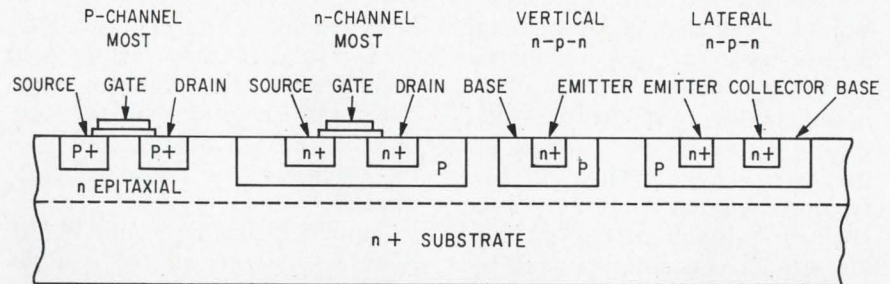 P-CHANNEL MOST
n-CHANNEL MOST
VERTICAL n-p-n
LATERAL n-p-n
SOURCE GATE DRAIN SOURCE GATE DRAIN BASE EMITTER EMITTER COLLECTOR BASE
P+ P+ n+ n+ P n+ P P n+ n+
n EPITAXIAL
n+ SUBSTRATE